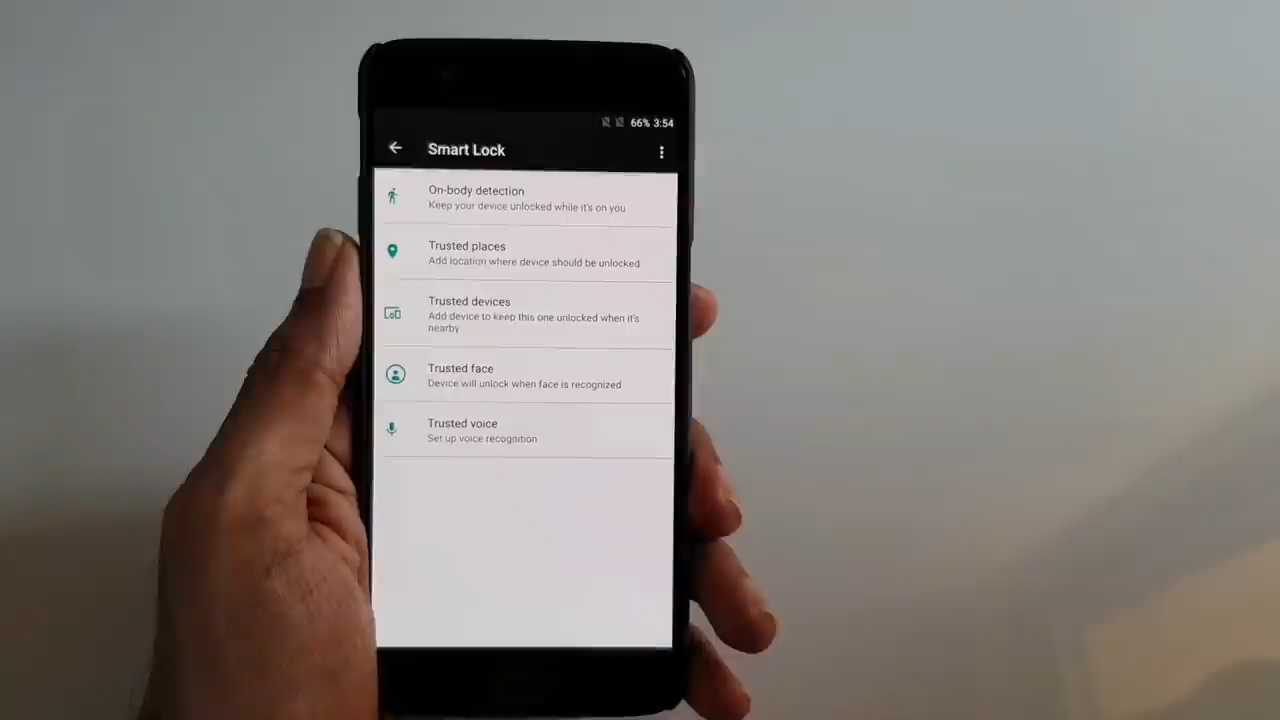 66% 3:54
Smart Lock
On-body detection
Keep your device unlocked while it's on you
Trusted places
Add location where device should be unlocked
Trusted devices
Add device to keep this one unlocked when it's
nearby
Trusted face
Device will unlock when face is recognized
Trusted voice
Set up voice recognition